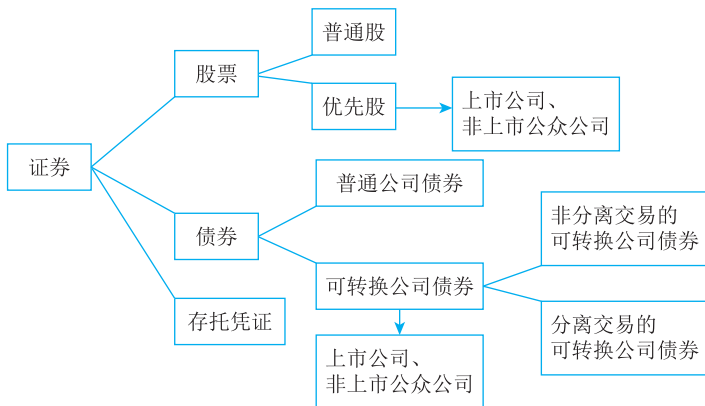 普通股
股票
优先股
上市公司、
非上市公众公司
证券
普通公司债券
债券
非分离交易的
可转换公司债券
可转换公司债券
存托凭证
分离交易的
可转换公司债券
上市公司、
非上市公众公司